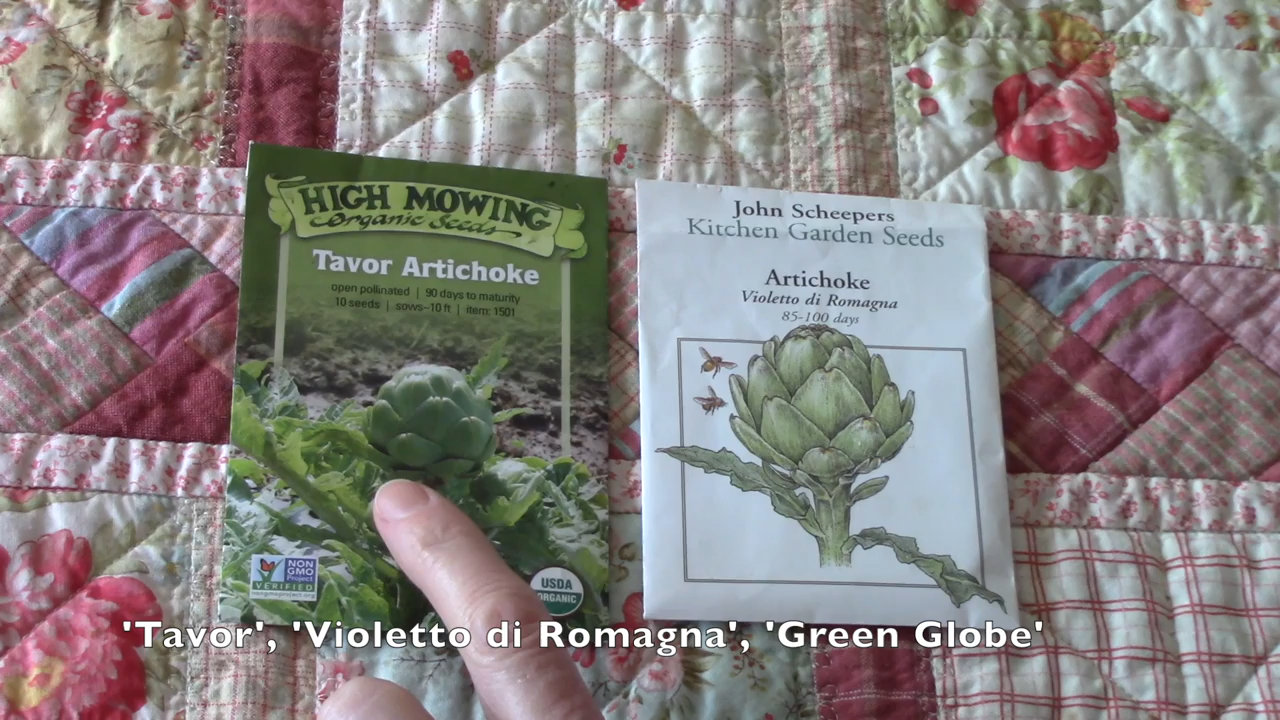 HIGH MOWING
Organic Seeds
Tavor Artichoke
open pollinated | 90 days to maturity
10 seeds | sows~10 ft | item: 1501
NON
GMO
Project
VERIFIED
nongmoproject.org
USDA
ORGANIC
John Scheepers
Kitchen Garden Seeds
Artichoke
Violetto di Romagna
85-100 days
'Tavor', 'Violetto di Romagna', 'Green Globe'